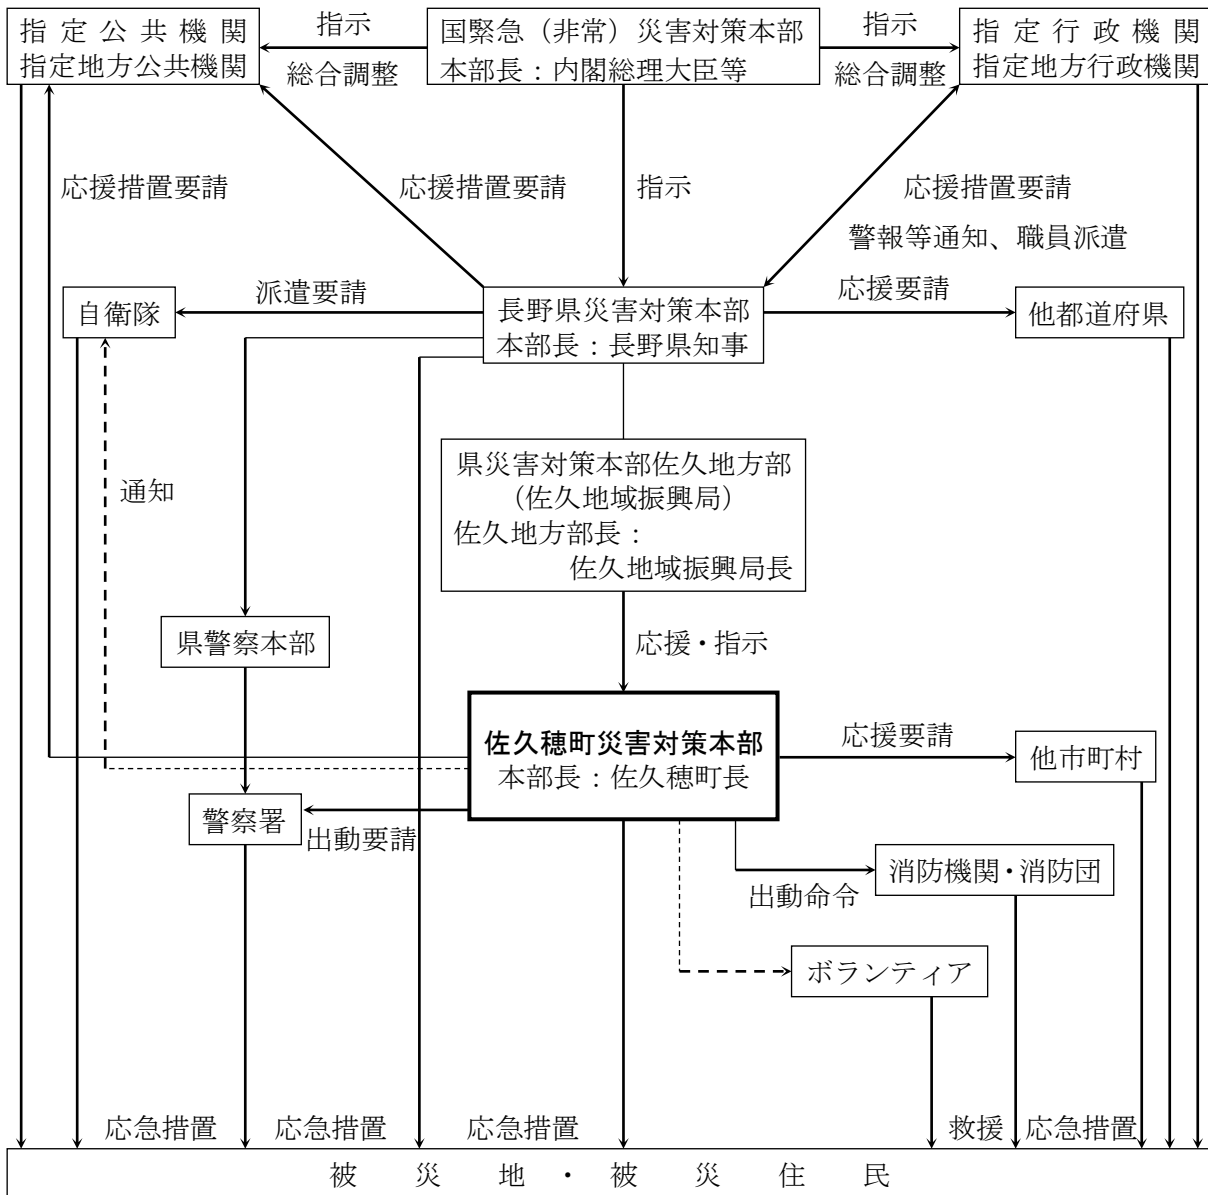 指定公共機関
指定地方公共機関
指示
総合調整
国緊急（非常）災害対策本部
本部長：内閣総理大臣等
指示
総合調整
指定行政機関
指定地方行政機関
応援措置要請
応援措置要請
指示
応援措置要請
警報等通知、職員派遣
自衛隊
派遣要請
長野県災害対策本部
本部長：長野県知事
応援要請
他都道府県
通知
県災害対策本部佐久地方部
（佐久地域振興局）
佐久地方部長：
佐久地域振興局長
県警察本部
応援・指示
佐久穂町災害対策本部
本部長：佐久穂町長
応援要請
他市町村
警察署
出動要請
消防機関・消防団
出動命令
ボランティア
応急措置
応急措置
応急措置
救援
応急措置
被災地・被災住民